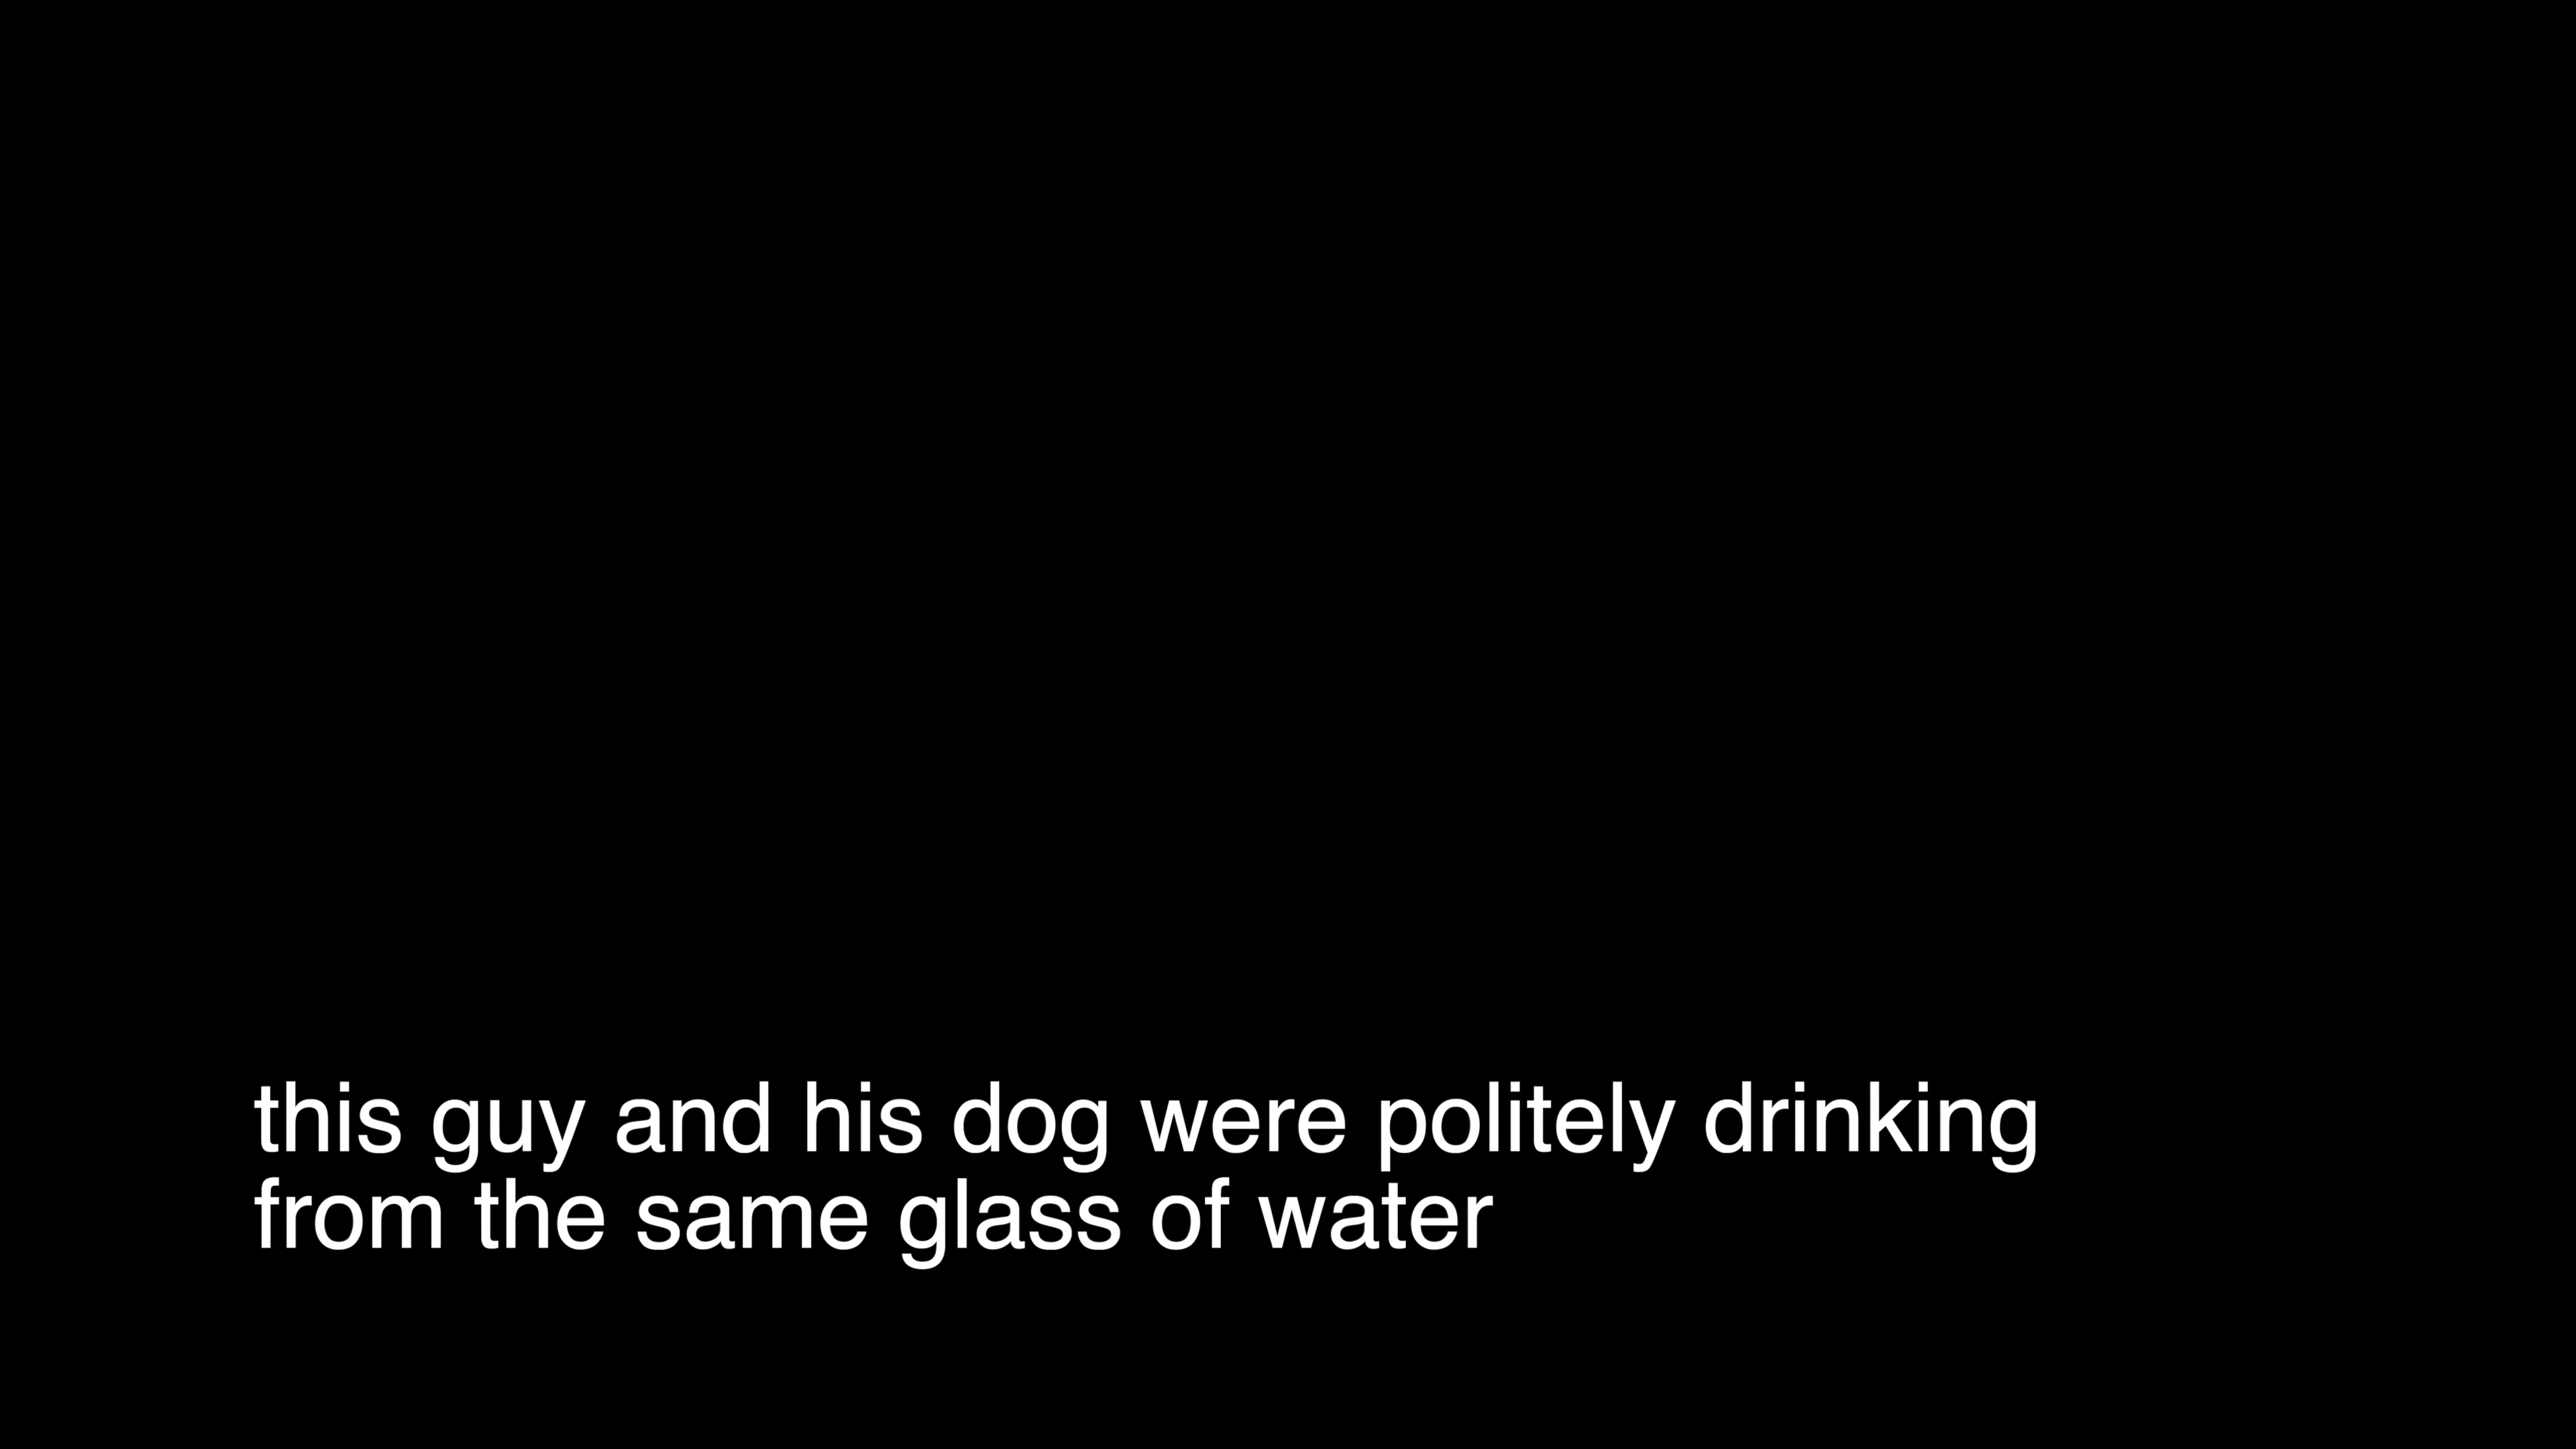 this guy and his dog were politely drinking
from the same glass of water